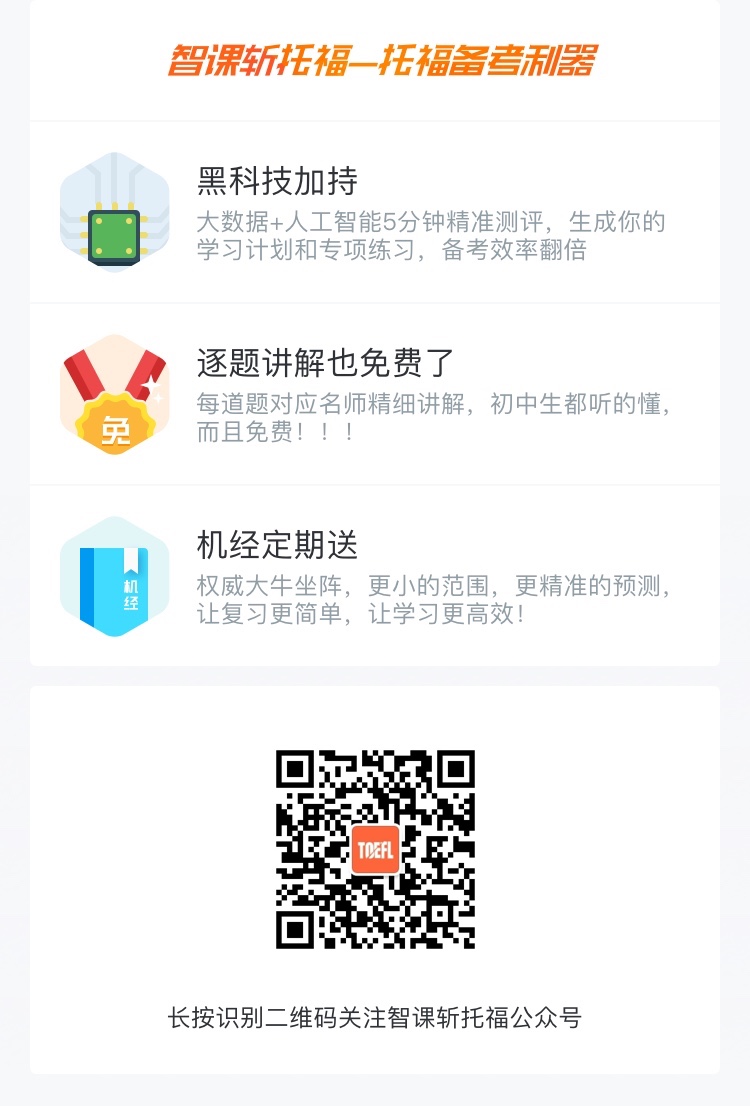 智课斩托福—托福备考利器
黑科技加持
大数据+人工智能5分钟精准测评，生成你的
学习计划和专项练习，备考效率翻倍
逐题讲解也免费了
每道题对应名师精细讲解，初中生都听的懂，
而且免费！！！
免
机经定期送
权威大牛坐阵，更小的范围，更精准的预测，
让复习更简单，让学习更高效！
机
经
TOEFL
长按识别二维码关注智课斩托福公众号